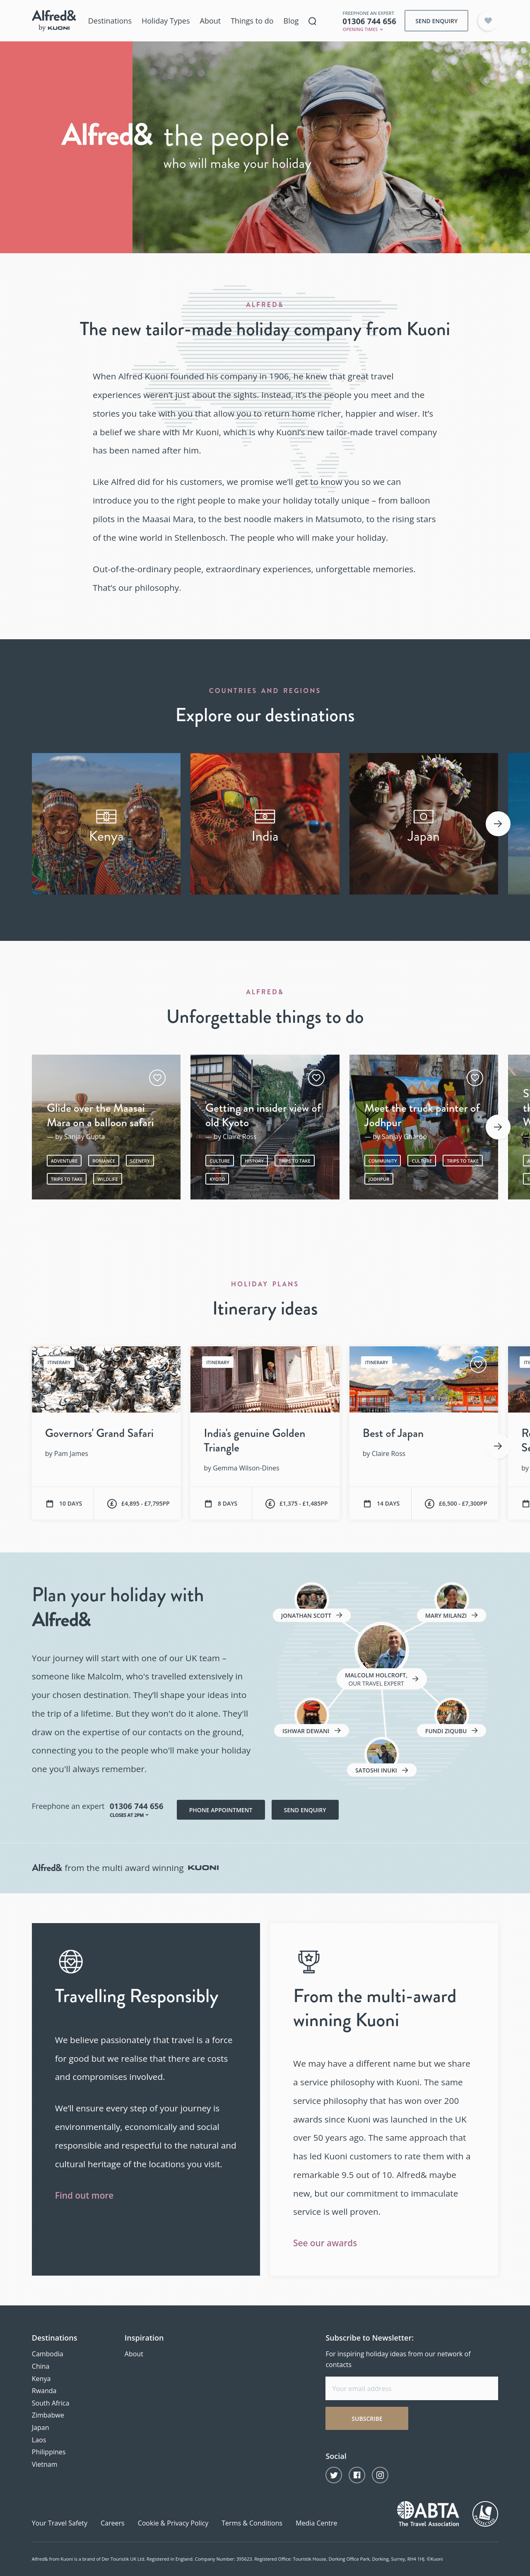 Alfred&
by KUONI
Destinations Holiday Types About Things to do Blog
FREEPHONE AN EXPERT
01306 744 656
OPENING TIMES
SEND ENQUIRY
Alfred& the people
who will make your holiday
ALFRED&
The new tailor-made holiday company from Kuoni
When Alfred Kuoni founded his company in 1906, he knew that great travel
experiences weren't just about the sights. Instead, it's the people you meet and the
stories you take with you that allow you to return home richer, happier and wiser. It's
a belief we share with Mr Kuoni, which is why Kuoni's new tailor-made travel company
has been named after him.
Like Alfred did for his customers, we promise we'll get to know you so we can
introduce you to the right people to make your holiday totally unique – from balloon
pilots in the Maasai Mara, to the best noodle makers in Matsumoto, to the rising stars
of the wine world in Stellenbosch. The people who will make your holiday.
Out-of-the-ordinary people, extraordinary experiences, unforgettable memories.
That's our philosophy.
COUNTRIES AND REGIONS
Explore our destinations
Kenya
India
Japan
ALFRED&
Unforgettable things to do
Glide over the Maasai
Mara on a balloon safari
— by Sanjay Gupta
ADVENTURE ROMANCE SCENERY
TRIPS TO TAKE WILDLIFE
Getting an insider view of
old Kyoto
— by Claire Ross
CULTURE HISTORY TRIPS TO TAKE
KYOTO
Meet the truck painter of
Jodhpur
— by Sanjay Gharoo
COMMUNITY CULTURE TRIPS TO TAKE
JODHPUR
HOLIDAY PLANS
Itinerary ideas
ITINERARY
Governors' Grand Safari
by Pam James
10 DAYS £4,895 - £7,795PP
ITINERARY
India's genuine Golden
Triangle
by Gemma Wilson-Dines
8 DAYS £1,375 - £1,485PP
ITINERARY
Best of Japan
by Claire Ross
14 DAYS £6,500 - £7,300PP
by
Plan your holiday with
Alfred&
Your journey will start with one of our UK team –
someone like Malcolm, who's travelled extensively in
your chosen destination. They'll shape your ideas into
the trip of a lifetime. But they won't do it alone. They'll
draw on the expertise of our contacts on the ground,
connecting you to the people who'll make your holiday
one you'll always remember.
Freephone an expert 01306 744 656
CLOSES AT 2PM
PHONE APPOINTMENT
SEND ENQUIRY
JONATHAN SCOTT
MARY MILANZI
MALCOLM HOLCROFT,
OUR TRAVEL EXPERT
ISHWAR DEWANI
FUNDI ZIQUBU
SATOSHI INUKI
Alfred& from the multi award winning KUONI
Travelling Responsibly
We believe passionately that travel is a force
for good but we realise that there are costs
and compromises involved.
We'll ensure every step of your journey is
environmentally, economically and social
responsible and respectful to the natural and
cultural heritage of the locations you visit.
Find out more
From the multi-award
winning Kuoni
We may have a different name but we share
a service philosophy with Kuoni. The same
service philosophy that has won over 200
awards since Kuoni was launched in the UK
over 50 years ago. The same approach that
has led Kuoni customers to rate them with a
remarkable 9.5 out of 10. Alfred& maybe
new, but our commitment to immaculate
service is well proven.
See our awards
Destinations
Cambodia
China
Kenya
Rwanda
South Africa
Zimbabwe
Japan
Laos
Philippines
Vietnam
Inspiration
About
Subscribe to Newsletter:
For inspiring holiday ideas from our network of
contacts
Your email address
SUBSCRIBE
Social
Your Travel Safety Careers Cookie & Privacy Policy Terms & Conditions Media Centre
ABTA
The Travel Association
Alfred& from Kuoni is a brand of Der Touristik UK Ltd. Registered in England. Company Number: 395623. Registered Office: Touristik House, Dorking Office Park, Dorking, Surrey, RH4 1HJ. ©Kuoni